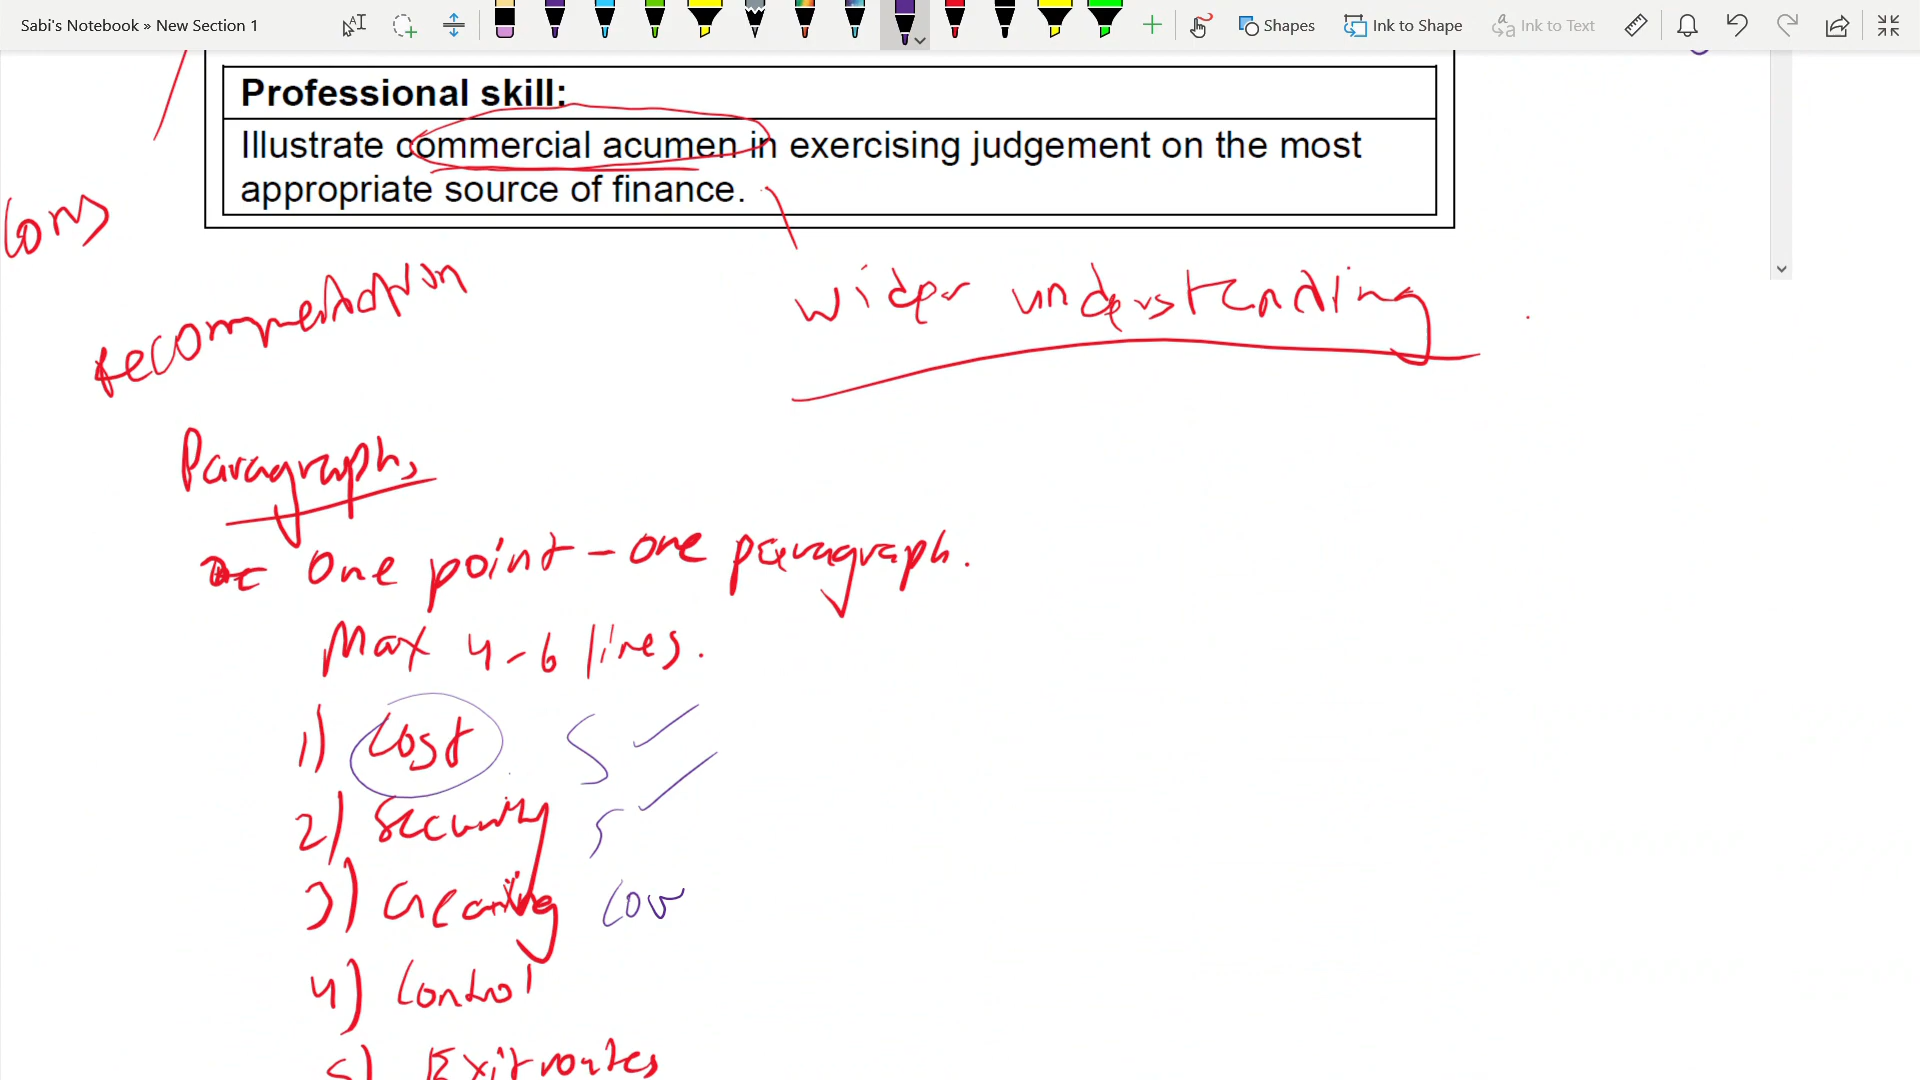 Sabi's Notebook » New Section 1
Shapes
Ink to Shape
Ink to Text
Professional skill:
Illustrate commercial acumen in exercising judgement on the most
appropriate source of finance.
Cons
recommendation
wider understanding
Paragraphs
One point - one paragraph.
Max 4-6 lines.
1) Cost S
2) Security
3) Gearing Low
4) Control
5) Exit routes